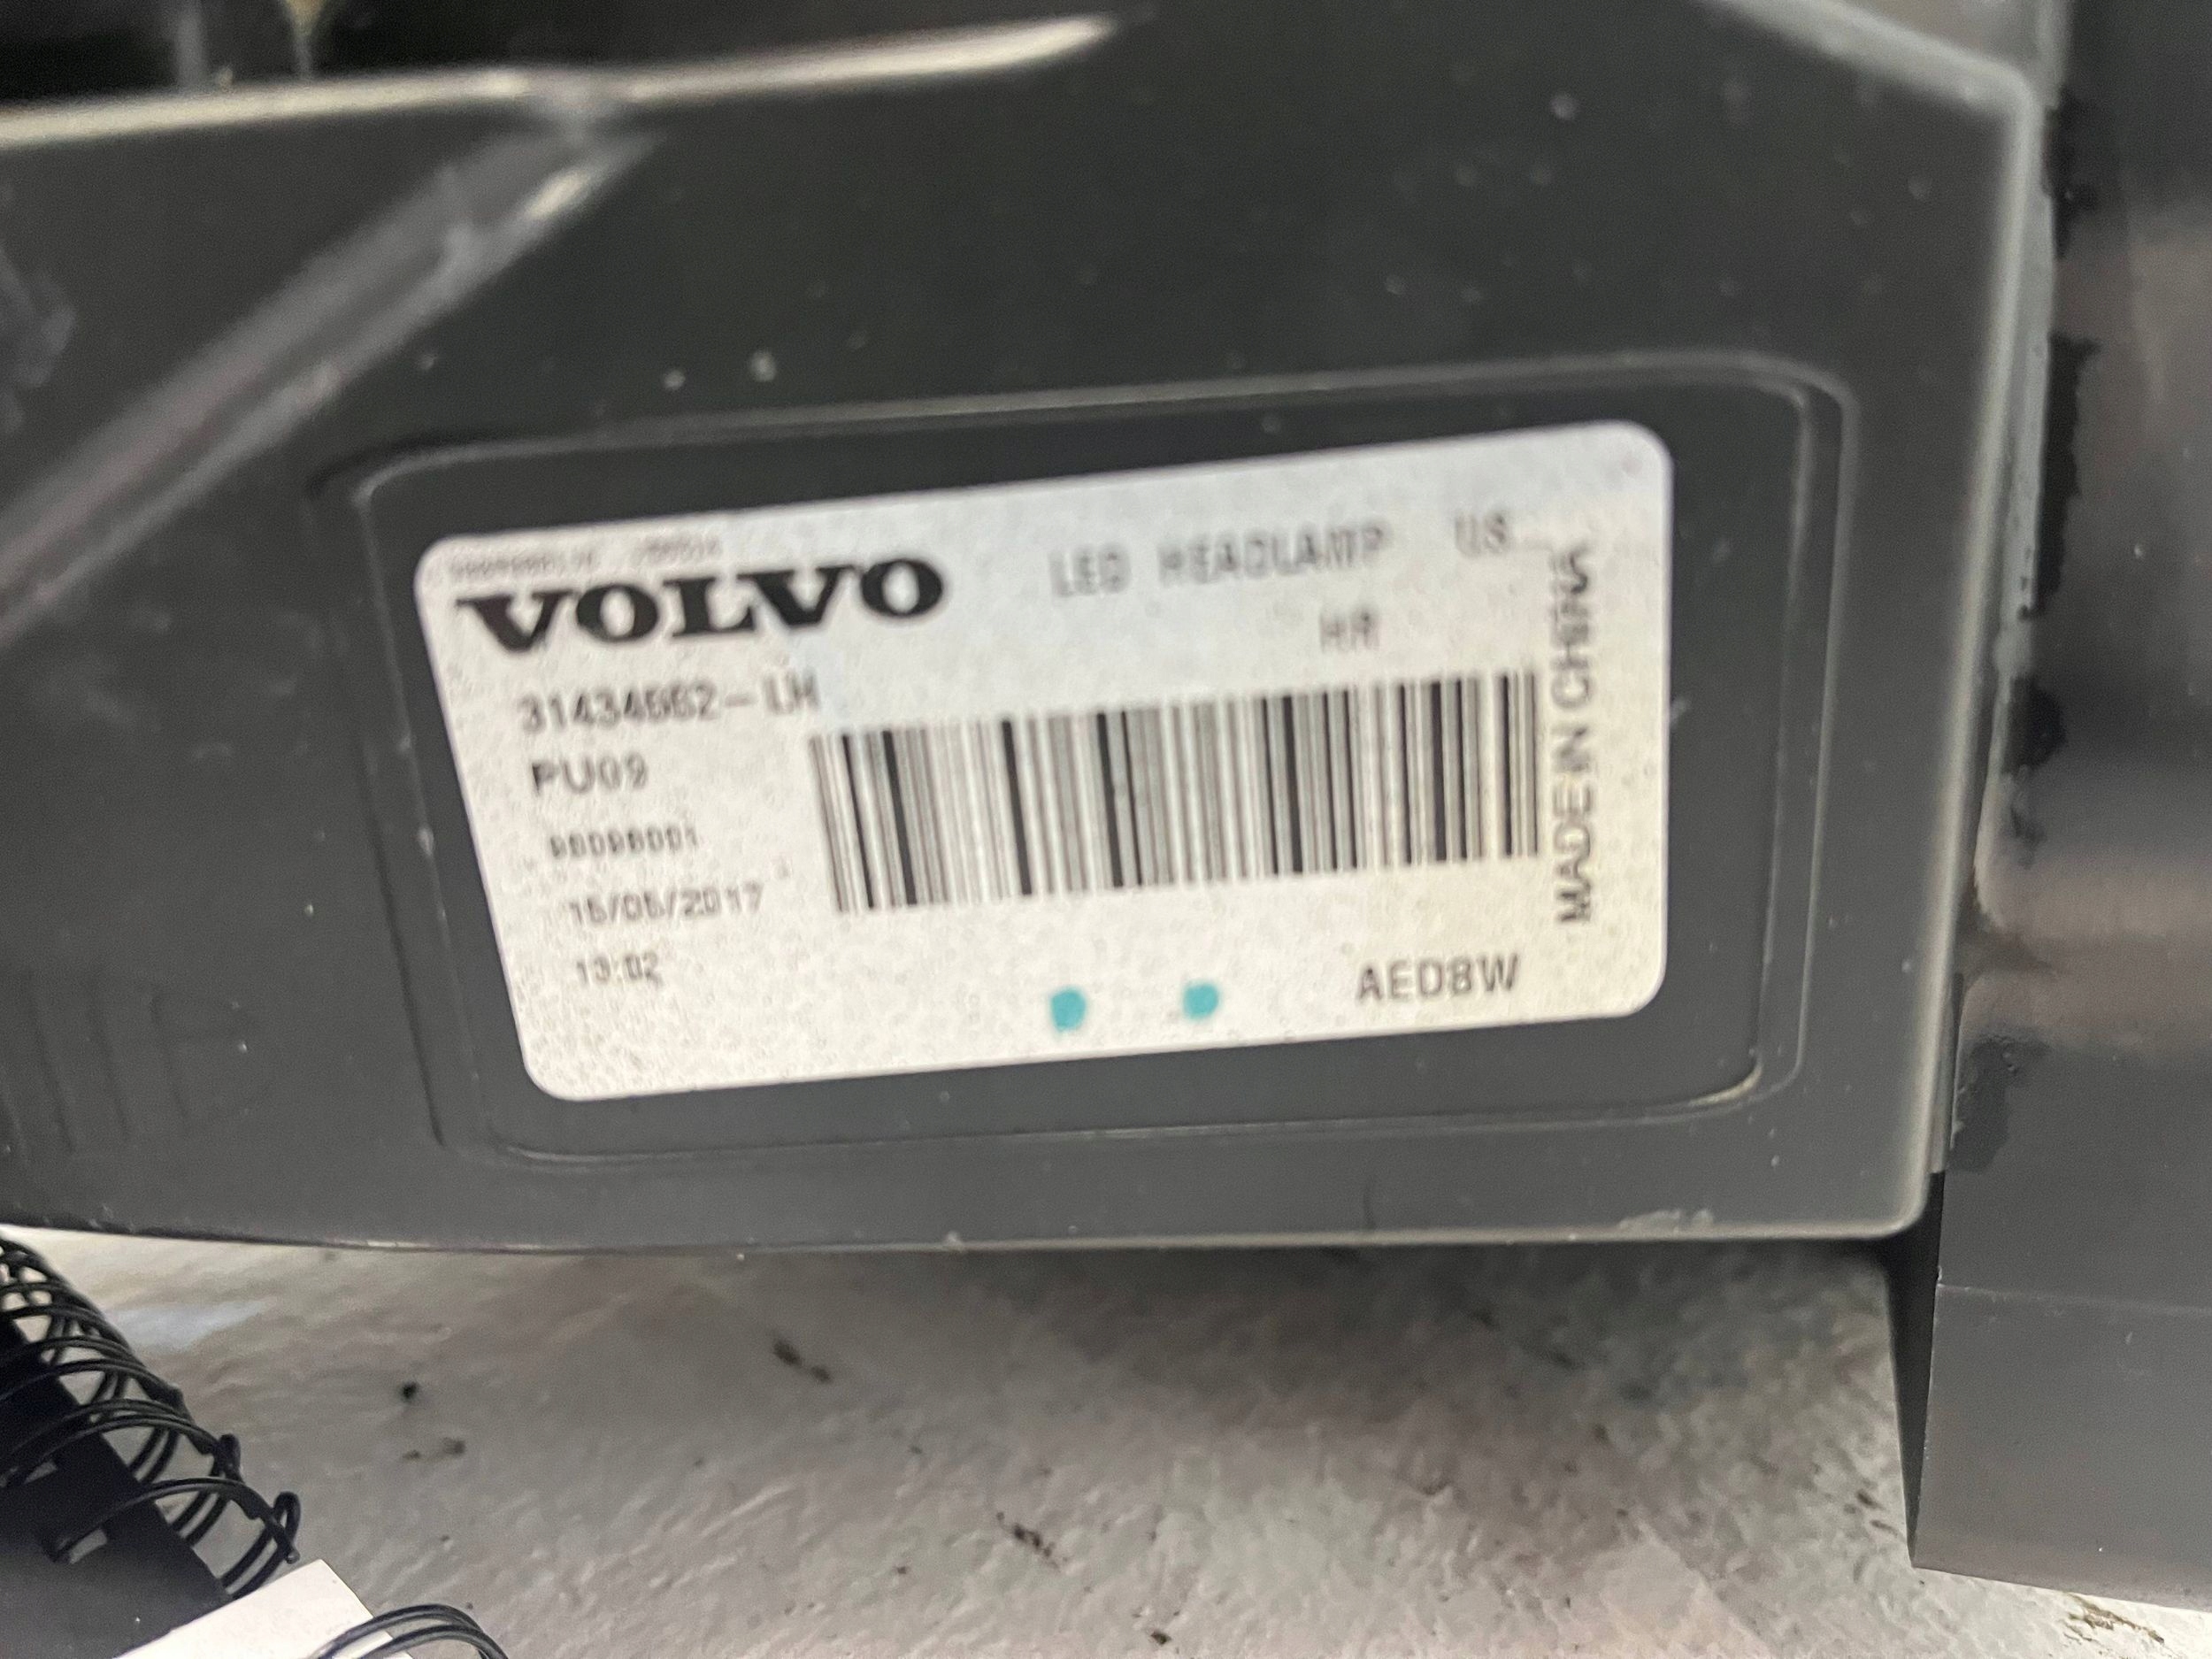 VOLVO
LED HEADLAMP US
HR
31434662-LH
PU09
15/05/2017
13:02
AED8W
MADE IN CHINA